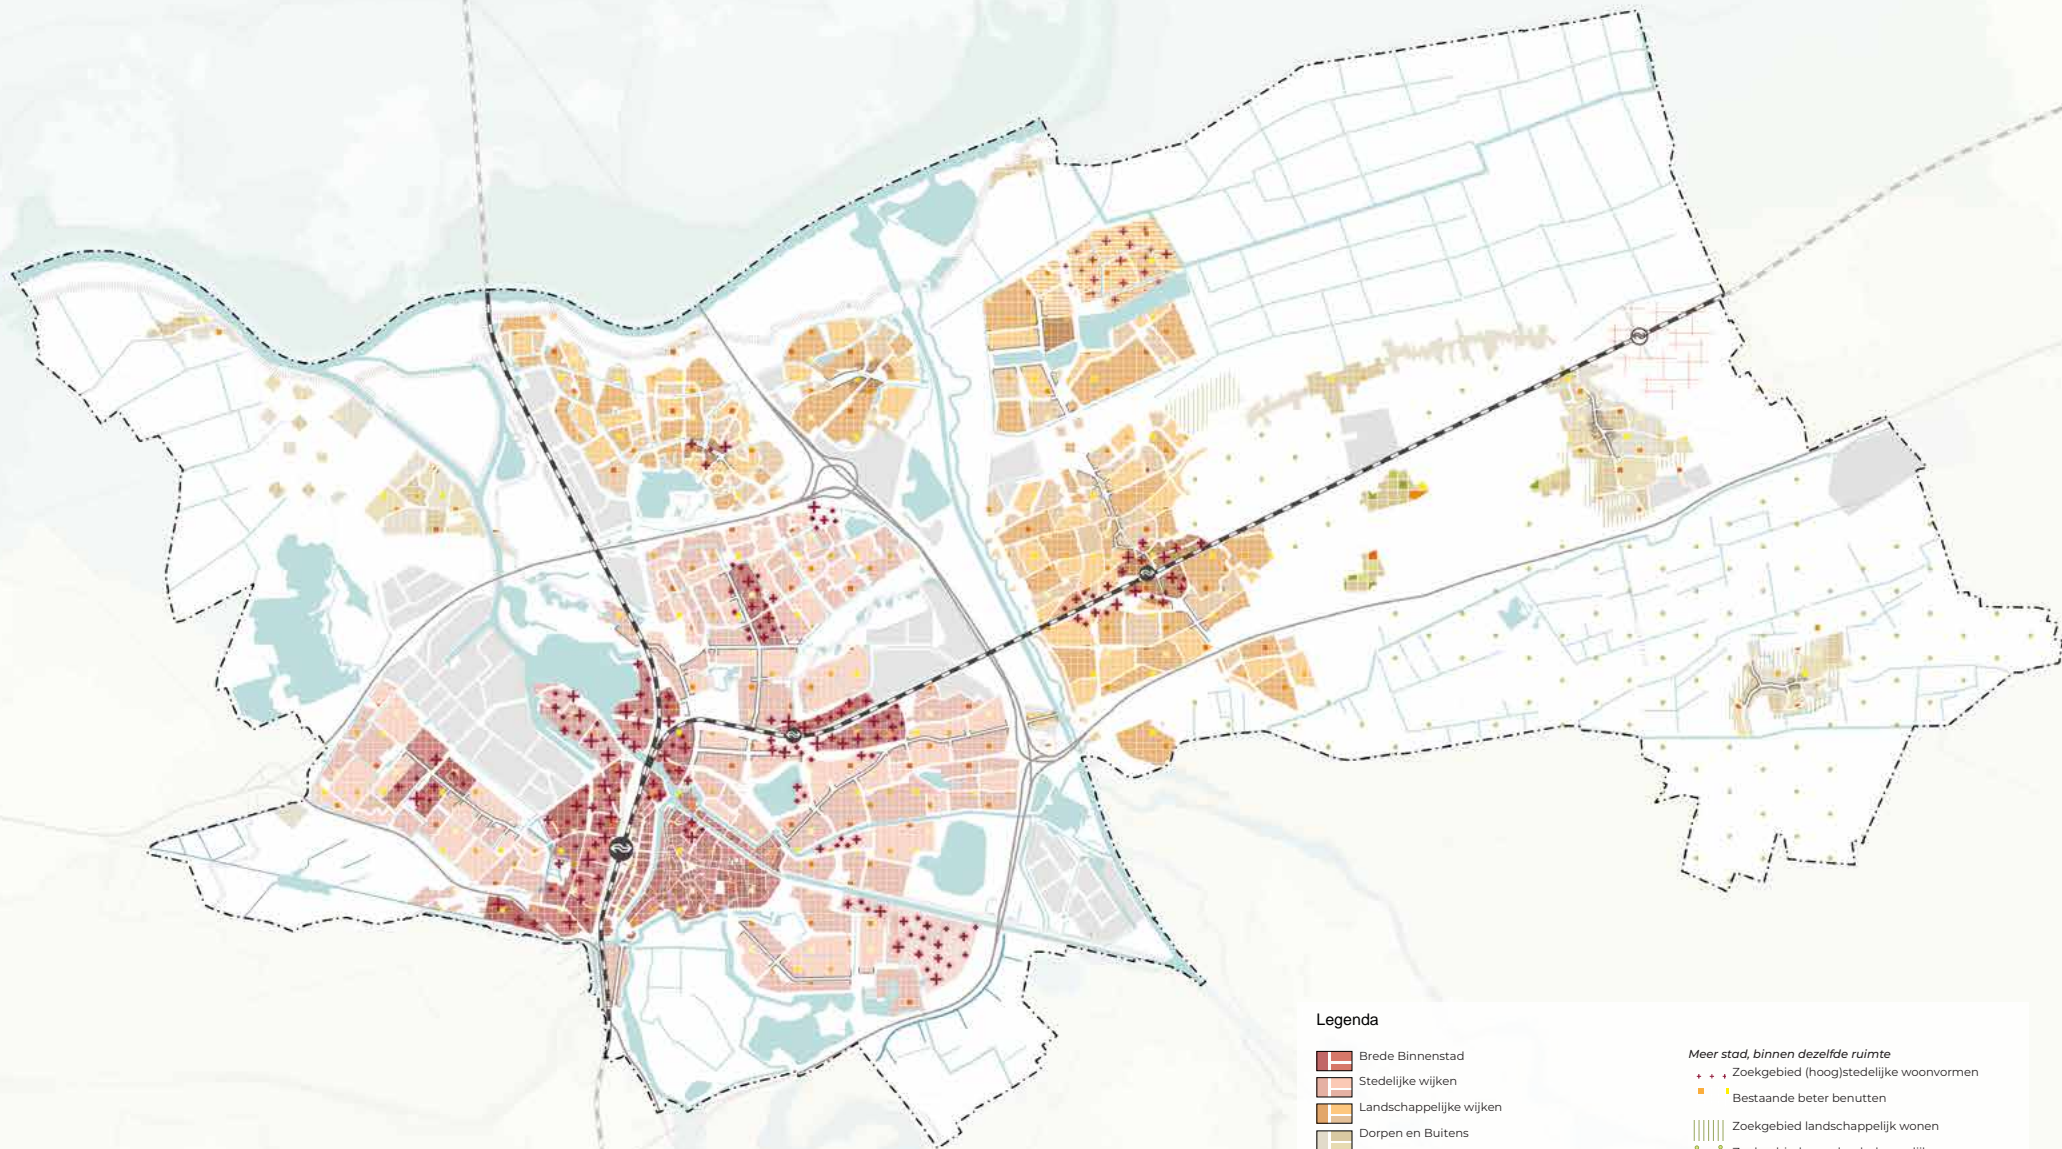 Legenda
Brede Binnenstad
Stedelijke wijken
Landschappelijke wijken
Dorpen en Buitens
Meer stad, binnen dezelfde ruimte
Zoekgebied (hoog)stedelijke woonvormen
Bestaande beter benutten
Zoekgebied landschappelijk wonen